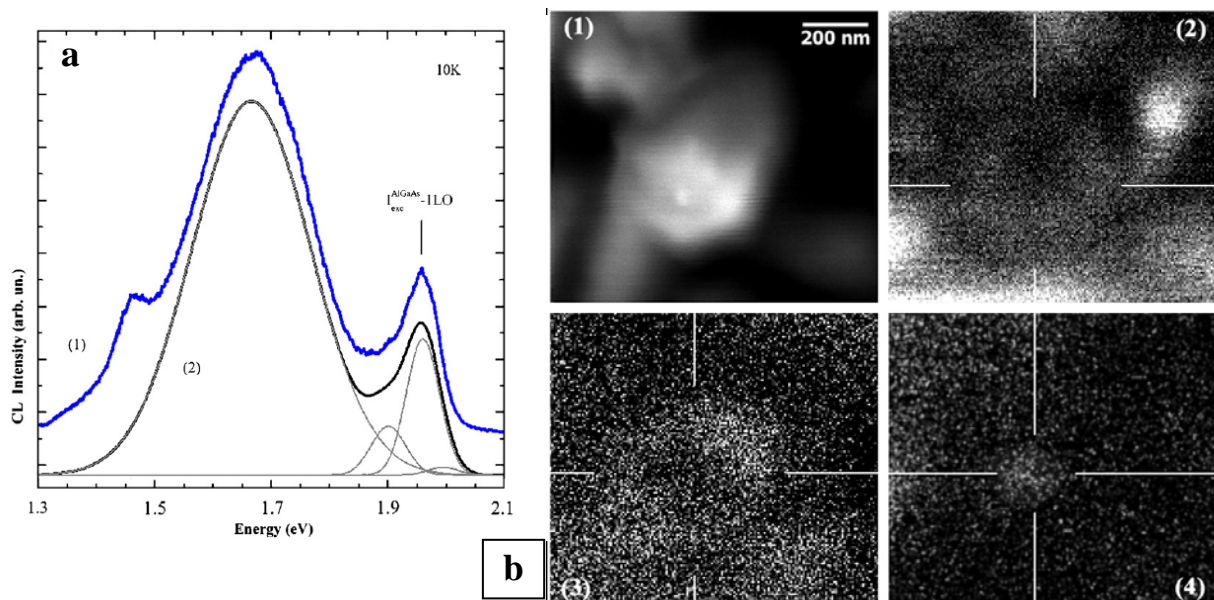 a
10K
I exc AlGaAs -1LO
(1)
(2)
CL Intensity (arb. un.)
1.3 1.5 1.7 1.9 2.1
Energy (eV)
b
(1)
200 nm
(2)
(3)
(4)